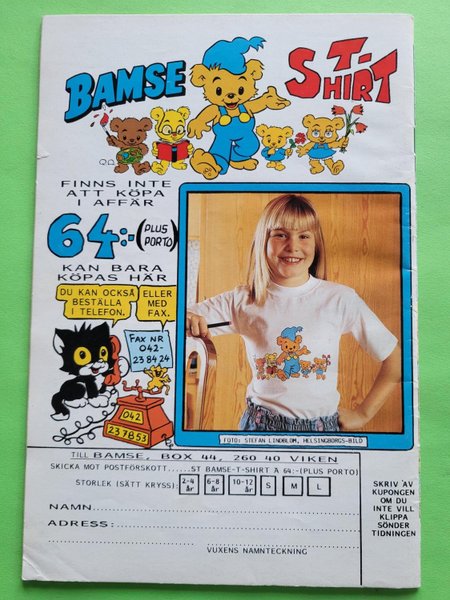 BAMSE T-SHIRT
FINNS INTE
ATT KÖPA
I AFFÄR
64:-(PLUS PORTO)
KAN BARA
KÖPAS HÄR
DU KAN OCKSÅ
BESTÄLLA
I TELEFON.
ELLER
MED
FAX.
FAX NR
042-
238424
042
237853
FOTO: STEFAN LINDBLOM, HELSINGBORGS-BILD
TILL BAMSE, BOX 44, 260 40 VIKEN
SKICKA MOT POSTFÖRSKOTT.....ST BAMSE-T-SHIRT A 64:-(PLUS PORTO)
STORLEK (SÄTT KRYSS): 2-4 år 6-8 år 10-12 år S M L
NAMN
ADRESS:
VUXENS NAMNTECKNING
SKRIV AV
KUPONGEN
OM DU
INTE VILL
KLIPPA
SÖNDER
TIDNINGEN